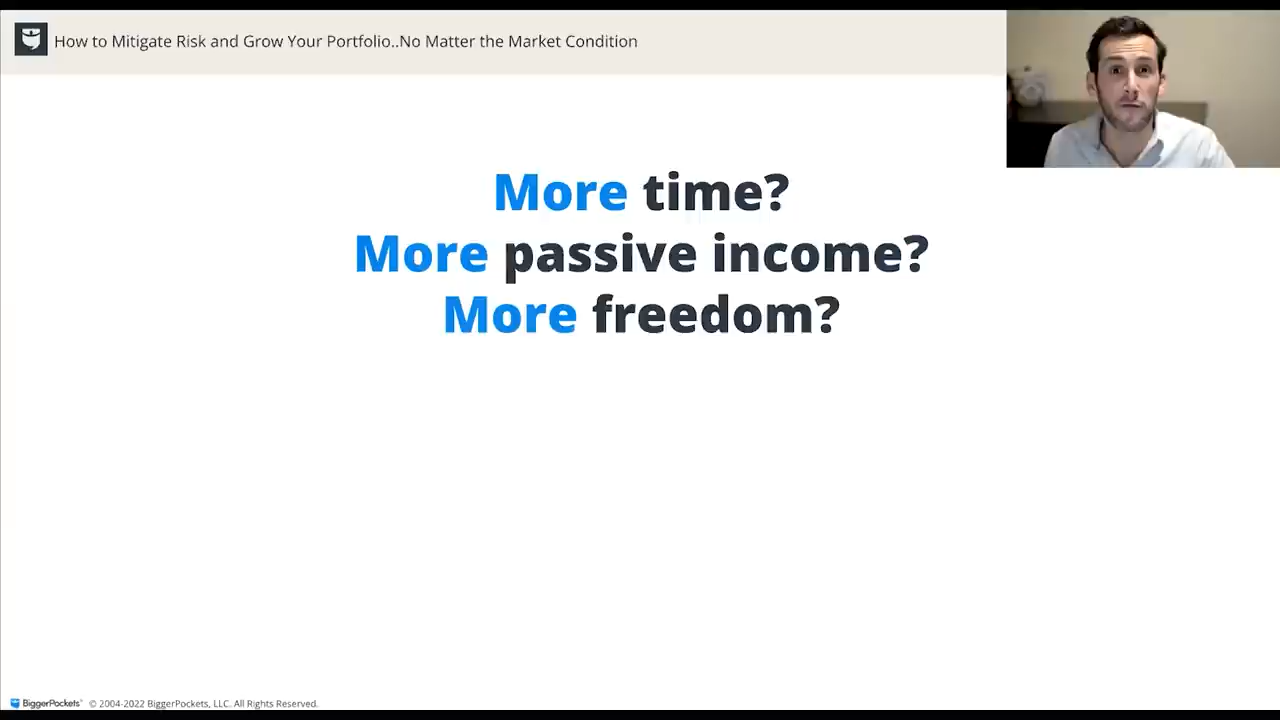 How to Mitigate Risk and Grow Your Portfolio..No Matter the Market Condition
More time?
More passive income?
More freedom?
BiggerPockets® © 2004-2022 BiggerPockets, LLC. All Rights Reserved.